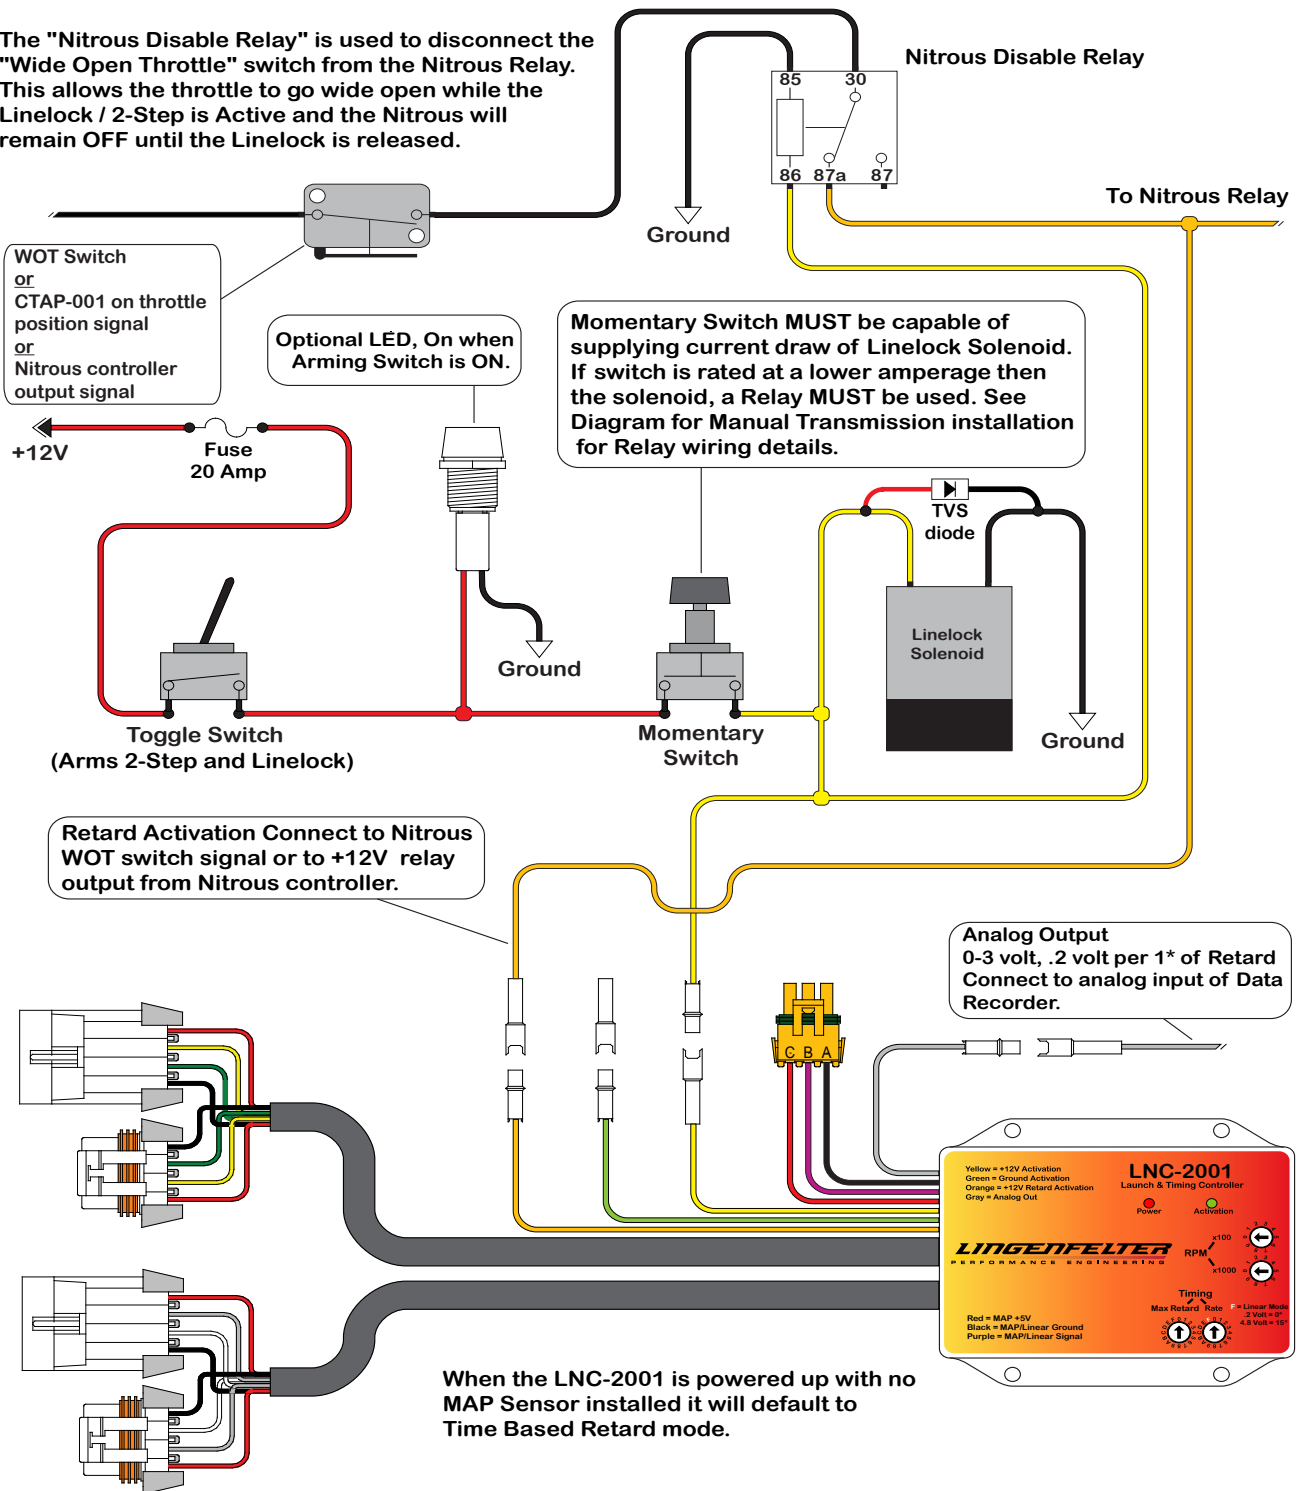 The "Nitrous Disable Relay" is used to disconnect the
"Wide Open Throttle" switch from the Nitrous Relay.
This allows the throttle to go wide open while the
Linelock / 2-Step is Active and the Nitrous will
remain OFF until the Linelock is released.
Nitrous Disable Relay
85 30
86 87a 87
To Nitrous Relay
Ground
WOT Switch
or
CTAP-001 on throttle
position signal
or
Nitrous controller
output signal
Optional LED, On when
Arming Switch is ON.
Momentary Switch MUST be capable of
supplying current draw of Linelock Solenoid.
If switch is rated at a lower amperage then
the solenoid, a Relay MUST be used. See
Diagram for Manual Transmission installation
for Relay wiring details.
+12V
Fuse
20 Amp
TVS
diode
Linelock
Solenoid
Ground
Ground
Toggle Switch
(Arms 2-Step and Linelock)
Momentary
Switch
Retard Activation Connect to Nitrous
WOT switch signal or to +12V relay
output from Nitrous controller.
Analog Output
0-3 volt, .2 volt per 1* of Retard
Connect to analog input of Data
Recorder.
C B A
Yellow = +12V Activation
Green = Ground Activation
Orange = +12V Retard Activation
Gray = Analog Out
LNC-2001
Launch & Timing Controller
Power
Activation
LINGENFELTER
PERFORMANCE ENGINEERING
RPM
x100
x1000
Timing
Max Retard Rate
F = Linear Mode
.2 Volt = 0°
4.8 Volt = 15°
Red = MAP +5V
Black = MAP/Linear Ground
Purple = MAP/Linear Signal
When the LNC-2001 is powered up with no
MAP Sensor installed it will default to
Time Based Retard mode.